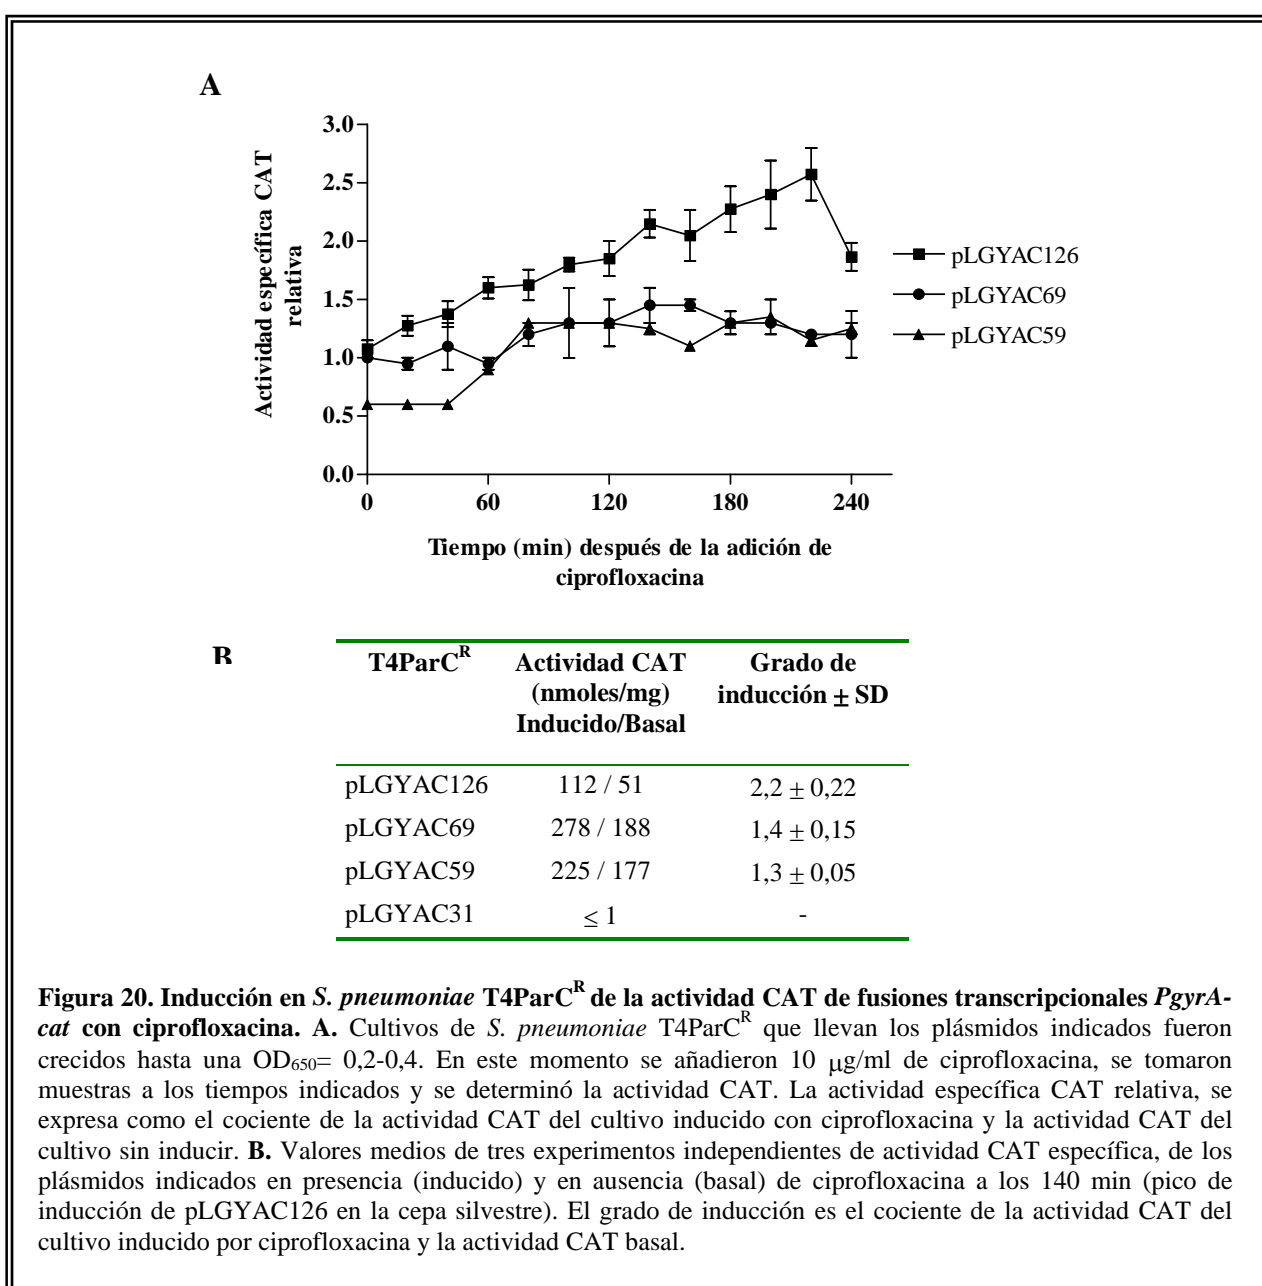 A
3.0
2.5
2.0
1.5
1.0
0.5
0.0
Actividad específica CAT
relativa
0 60 120 180 240
Tiempo (min) después de la adición de
ciprofloxacina
pLGYAC126
pLGYAC69
pLGYAC59
B
T4ParC^R Actividad CAT Grado de
(nmoles/mg) inducción ± SD
Inducido/Basal
pLGYAC126 112 / 51 2,2 ± 0,22
pLGYAC69 278 / 188 1,4 ± 0,15
pLGYAC59 225 / 177 1,3 ± 0,05
pLGYAC31 ≤ 1 -
Figura 20. Inducción en S. pneumoniae T4ParC^R de la actividad CAT de fusiones transcripcionales PgyrA-
cat con ciprofloxacina. A. Cultivos de S. pneumoniae T4ParC^R que llevan los plásmidos indicados fueron
crecidos hasta una OD650= 0,2-0,4. En este momento se añadieron 10 µg/ml de ciprofloxacina, se tomaron
muestras a los tiempos indicados y se determinó la actividad CAT. La actividad específica CAT relativa, se
expresa como el cociente de la actividad CAT del cultivo inducido con ciprofloxacina y la actividad CAT del
cultivo sin inducir. B. Valores medios de tres experimentos independientes de actividad CAT específica, de los
plásmidos indicados en presencia (inducido) y en ausencia (basal) de ciprofloxacina a los 140 min (pico de
inducción de pLGYAC126 en la cepa silvestre). El grado de inducción es el cociente de la actividad CAT del
cultivo inducido por ciprofloxacina y la actividad CAT basal.